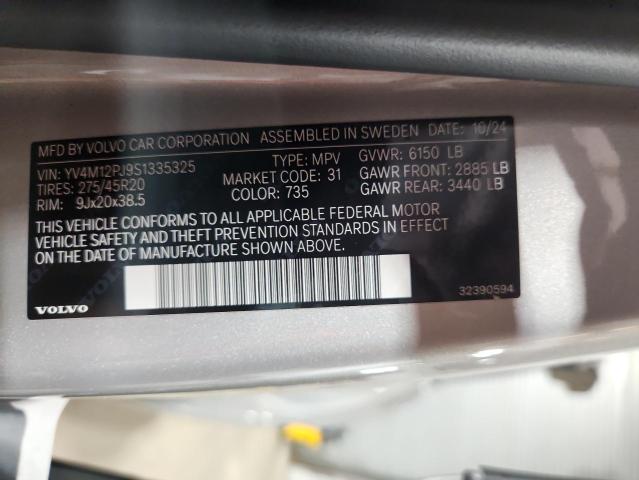 MFD BY VOLVO CAR CORPORATION ASSEMBLED IN SWEDEN DATE: 10/24
VIN: YV4M12PJ9S1335325 TYPE: MPV GVWR: 6150 LB
TIRES: 275/45R20 MARKET CODE: 31 GAWR FRONT: 2885 LB
RIM: 9Jx20x38.5 COLOR: 735 GAWR REAR: 3440 LB
THIS VEHICLE CONFORMS TO ALL APPLICABLE FEDERAL MOTOR
VEHICLE SAFETY AND THEFT PREVENTION STANDARDS IN EFFECT
ON THE DATE OF MANUFACTURE SHOWN ABOVE.
VOLVO 32390594